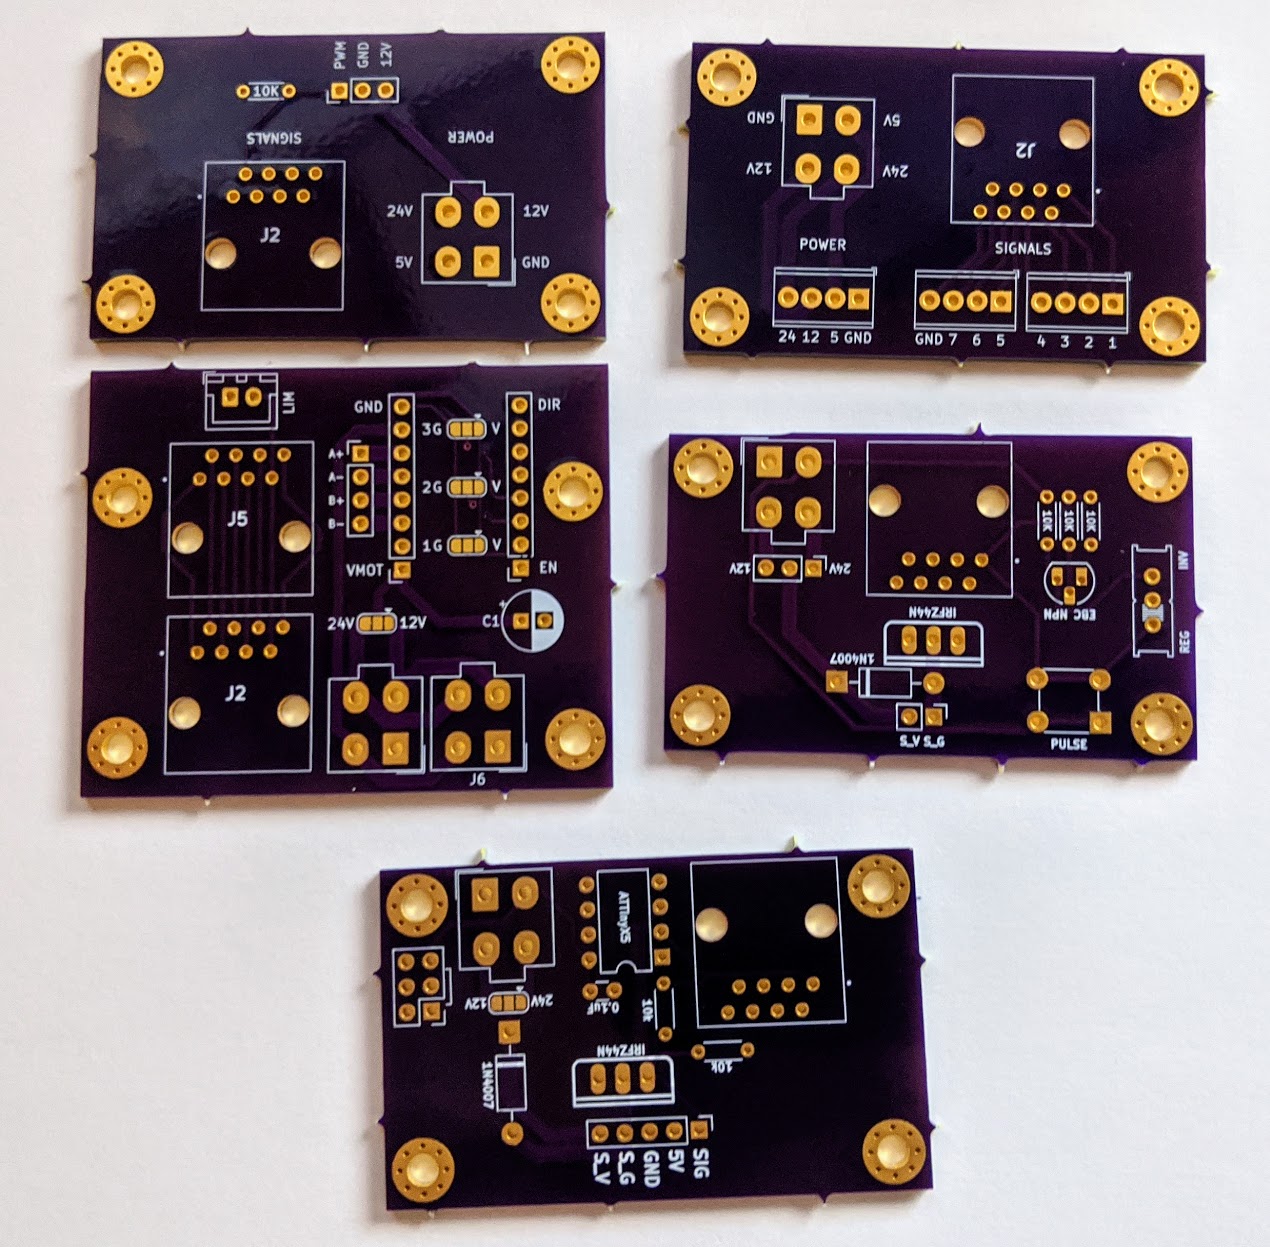 PWM
GND
12V
10K
SIGNALS
POWER
J2
24V
12V
5V
GND
GND
5V
12V
24V
J2
POWER
SIGNALS
24 12 5 GND
GND 7 6 5
4 3 2 1
LIM
GND
DIR
3G V
A+
A-
2G V
B+
B-
1G V
VMOT
EN
J5
C1 +
24V 12V
J2
J6
10K
10K
10K
12V
24V
IRFZ44N
EBC NPN
INV
REG
1N4007
S_V S_G
PULSE
ATTinyX5
12V
24V
0.1uF
10k
10k
IRFZ44N
1N4007
S_V
S_G
GND
5V
SIG